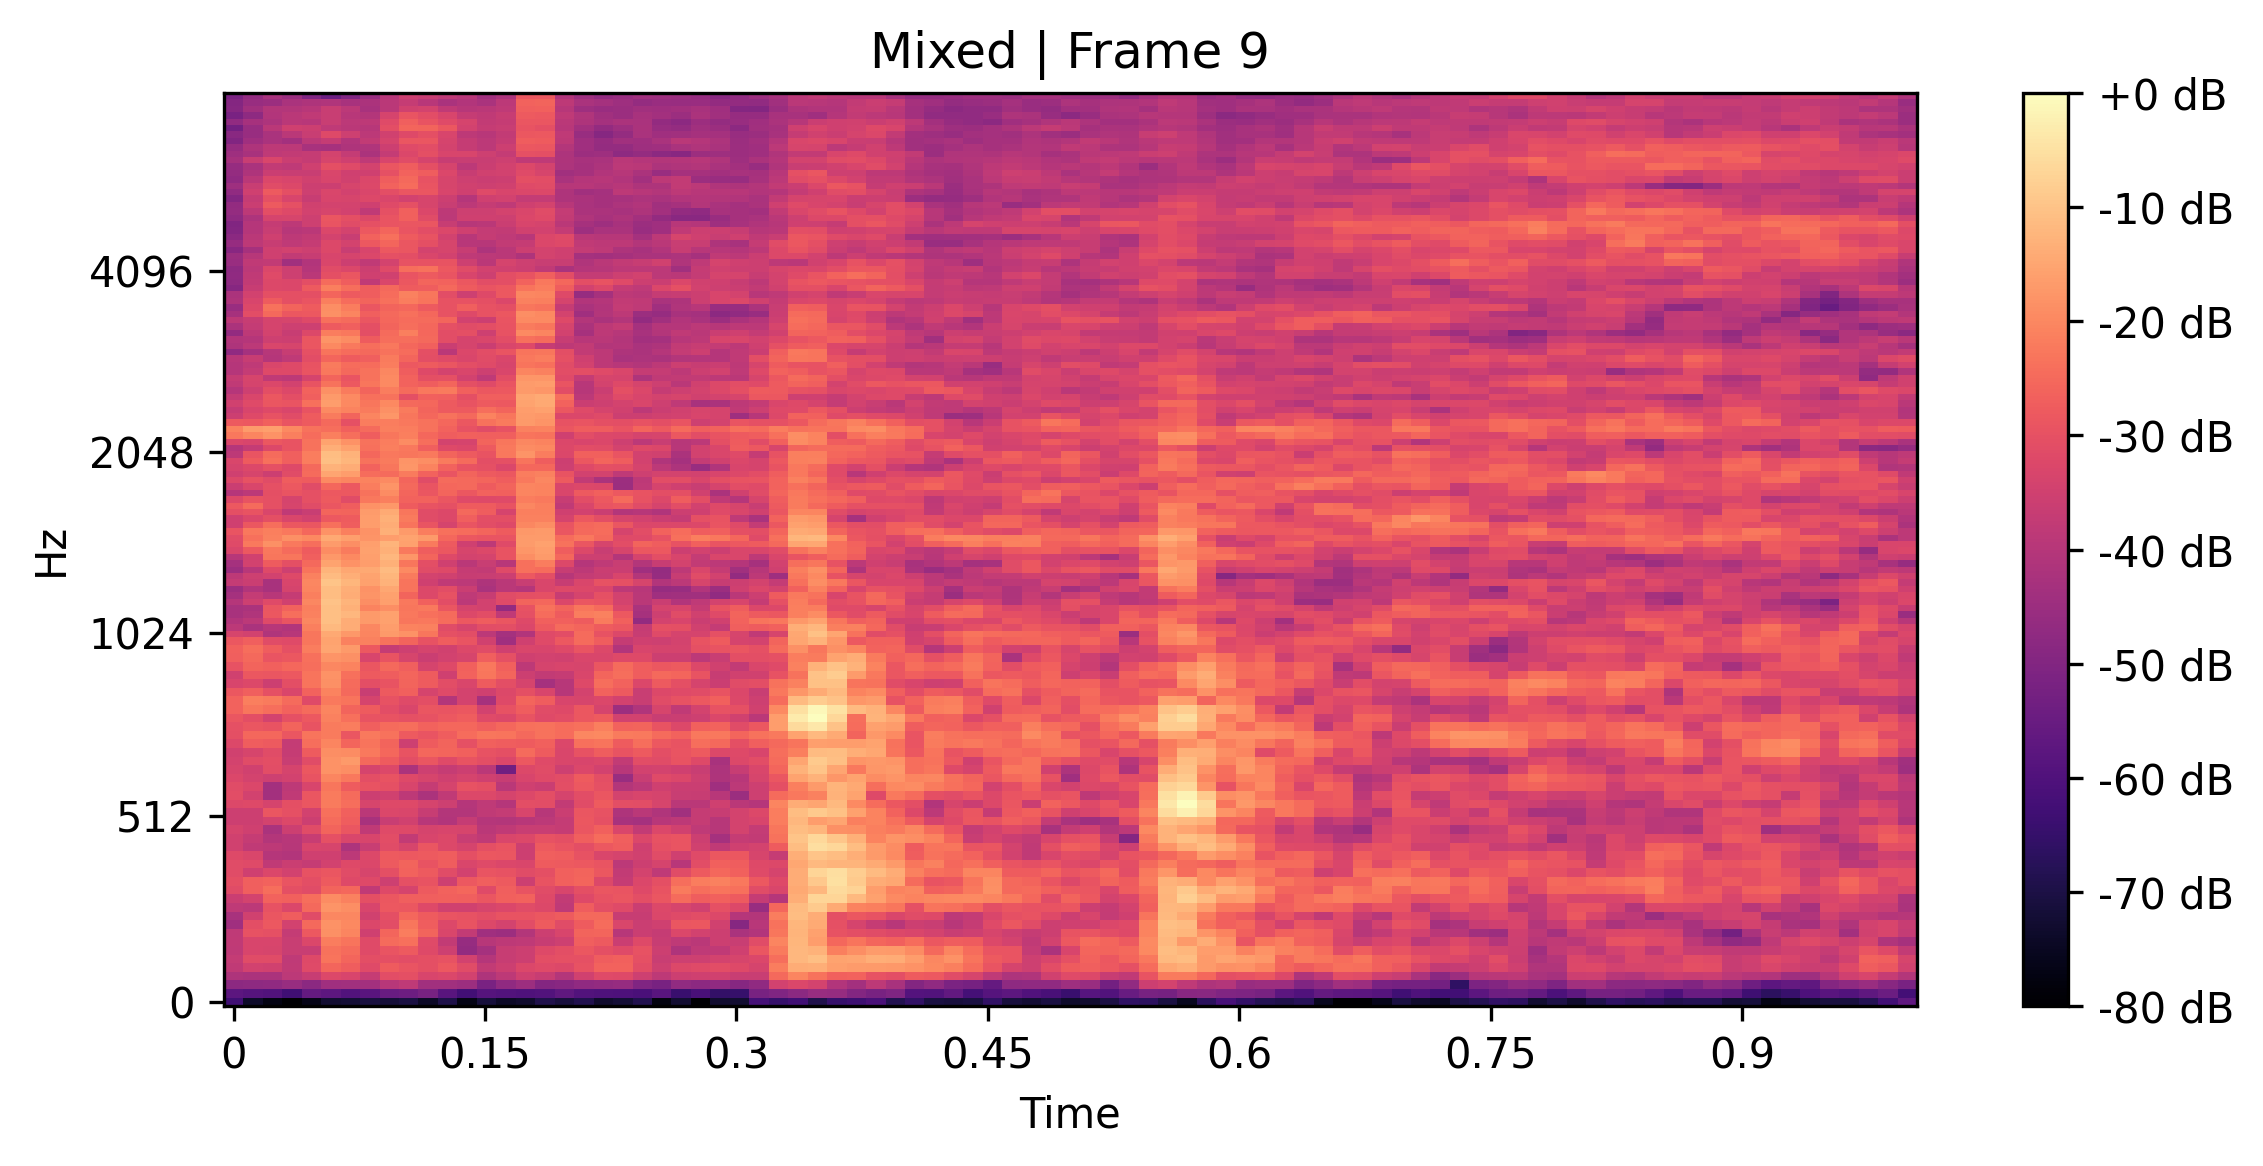 Mixed | Frame 9
+0 dB
-10 dB
-20 dB
-30 dB
-40 dB
-50 dB
-60 dB
-70 dB
-80 dB
Hz
4096
2048
1024
512
0
0 0.15 0.3 0.45 0.6 0.75 0.9
Time